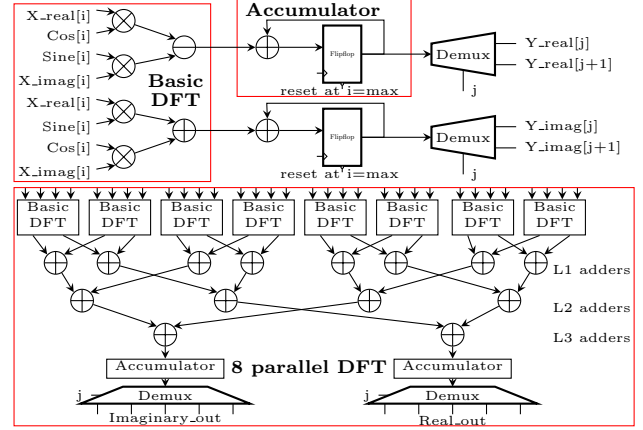 Accumulator
X_real[i]
Cos[i]
Sine[i]
X_imag[i]
Basic
DFT
Flipflop
reset at i=max
Demux
j
Y_real[j]
Y_real[j+1]
X_real[i]
Sine[i]
Cos[i]
X_imag[i]
Flipflop
reset at i=max
Demux
j
Y_imag[j]
Y_imag[j+1]
Basic DFT
Basic DFT
Basic DFT
Basic DFT
Basic DFT
Basic DFT
Basic DFT
Basic DFT
L1 adders
L2 adders
L3 adders
Accumulator
8 parallel DFT
Accumulator
j
Demux
j
Demux
Imaginary_out
Real_out